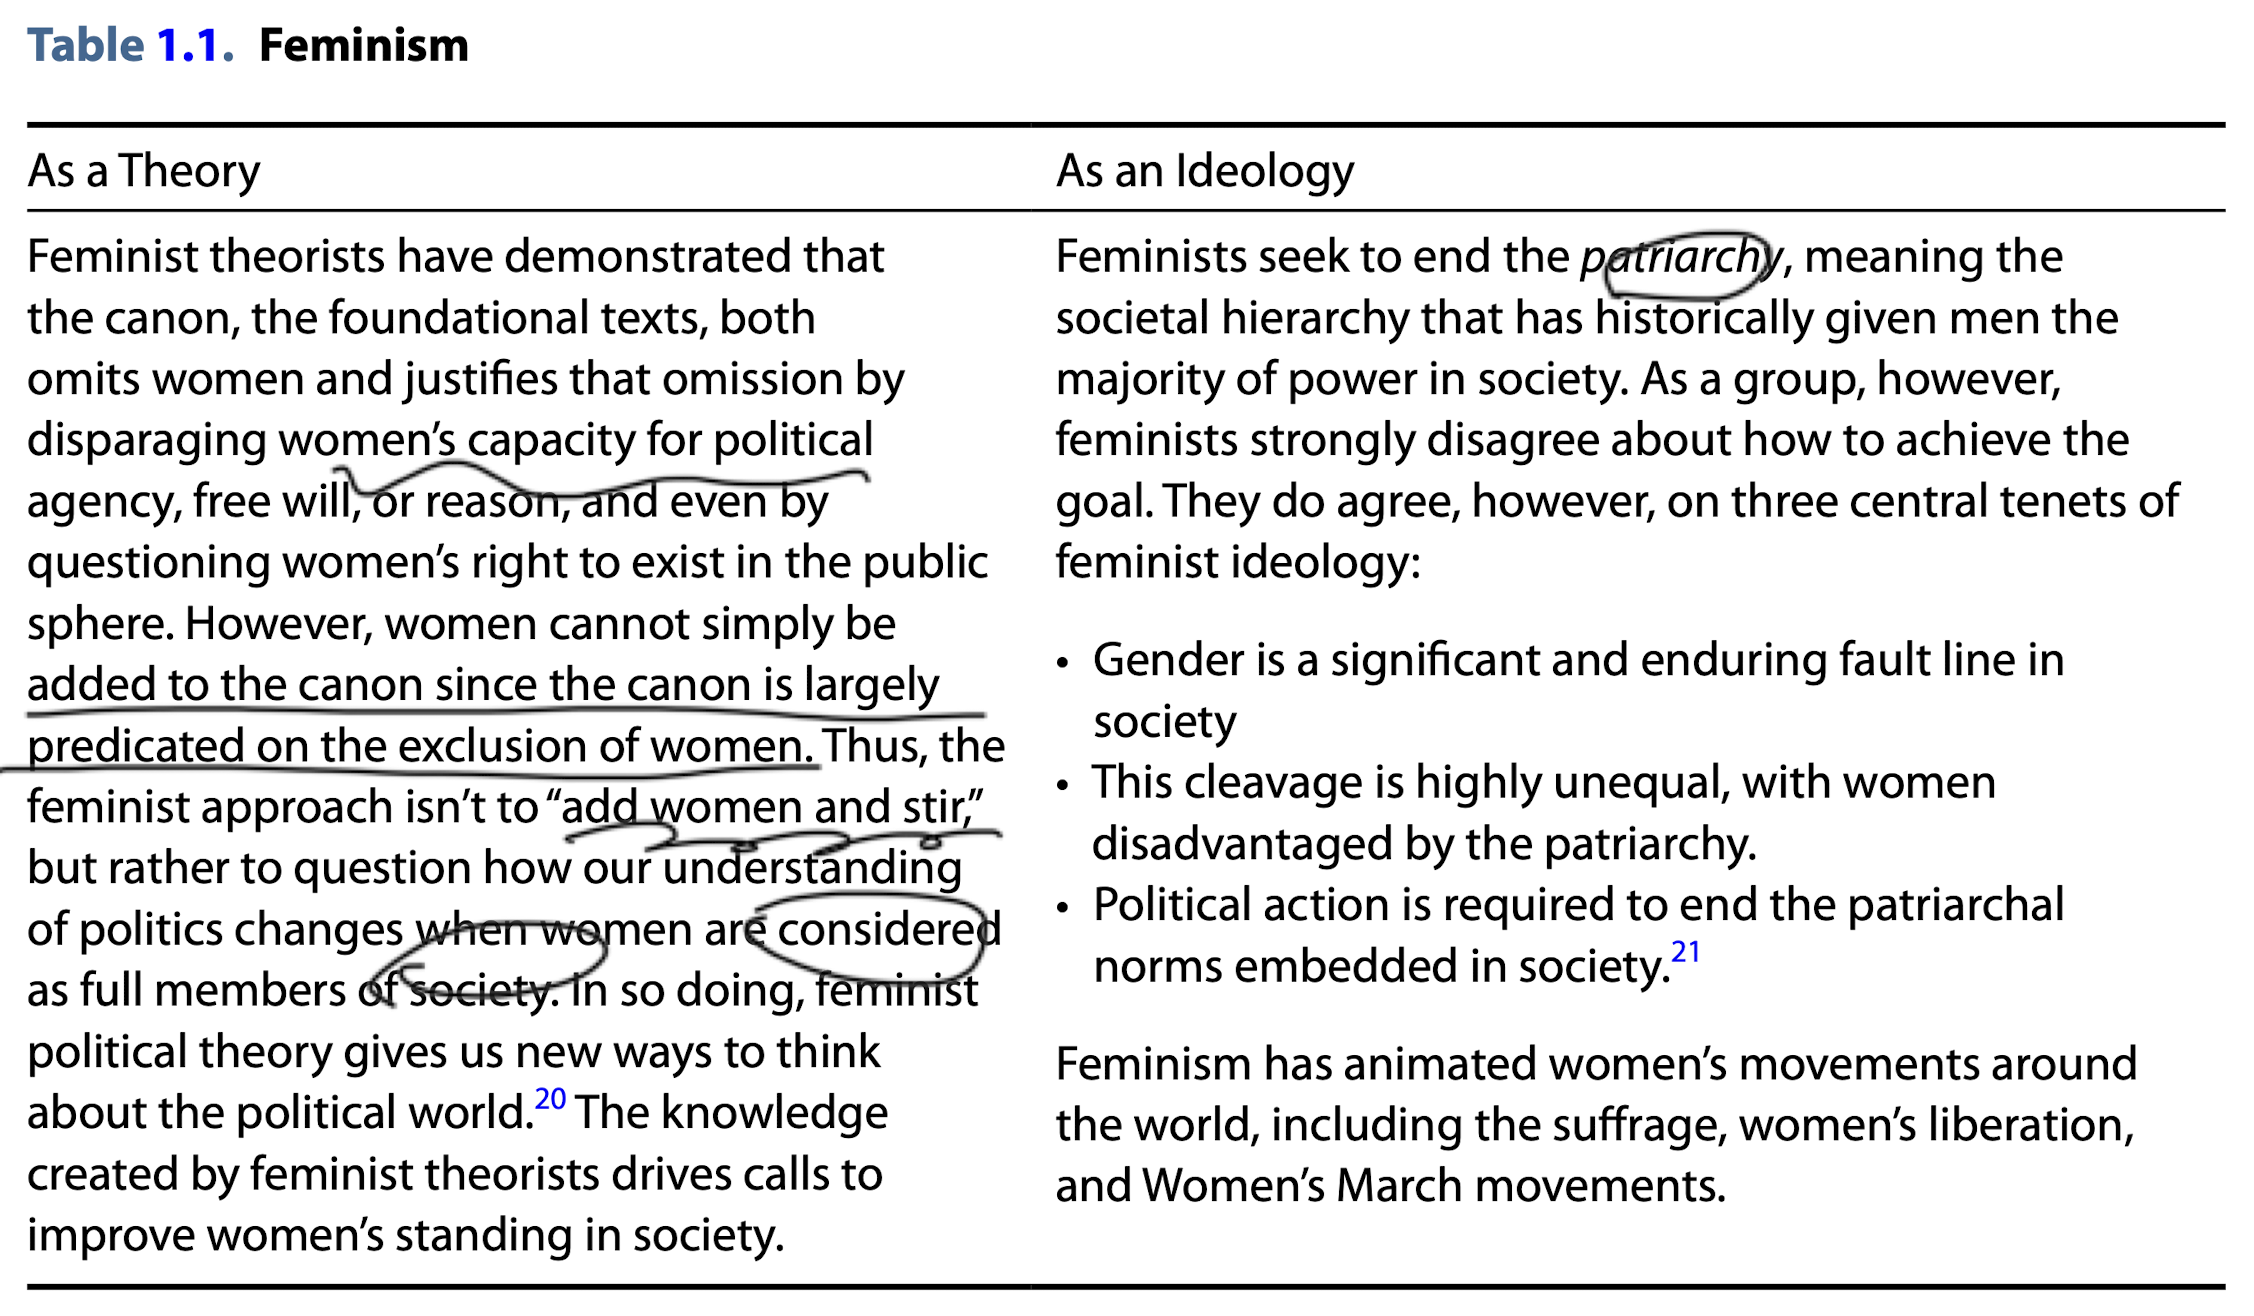 Table 1.1. Feminism
As a Theory
Feminist theorists have demonstrated that
the canon, the foundational texts, both
omits women and justifies that omission by
disparaging women’s capacity for political
agency, free will, or reason, and even by
questioning women’s right to exist in the public
sphere. However, women cannot simply be
added to the canon since the canon is largely
predicated on the exclusion of women. Thus, the
feminist approach isn’t to “add women and stir,”
but rather to question how our understanding
of politics changes when women are considered
as full members of society. In so doing, feminist
political theory gives us new ways to think
about the political world.20 The knowledge
created by feminist theorists drives calls to
improve women’s standing in society.
As an Ideology
Feminists seek to end the patriarchy, meaning the
societal hierarchy that has historically given men the
majority of power in society. As a group, however,
feminists strongly disagree about how to achieve the
goal. They do agree, however, on three central tenets of
feminist ideology:
• Gender is a significant and enduring fault line in
society
• This cleavage is highly unequal, with women
disadvantaged by the patriarchy.
• Political action is required to end the patriarchal
norms embedded in society.21
Feminism has animated women’s movements around
the world, including the suffrage, women’s liberation,
and Women’s March movements.